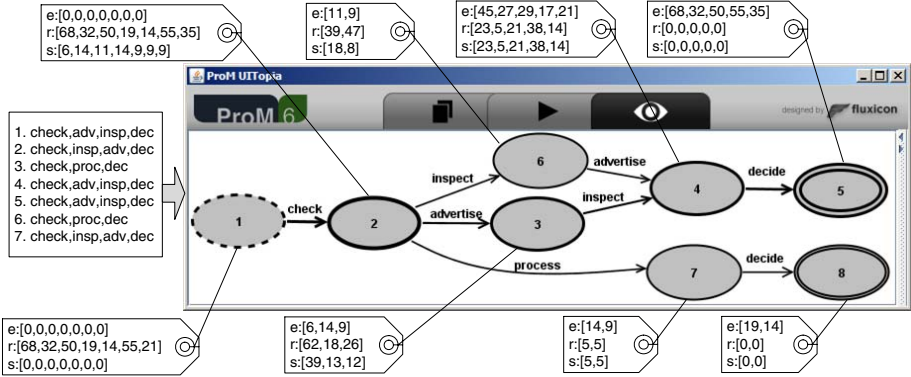 e:[0,0,0,0,0,0,0]
r:[68,32,50,19,14,55,35]
s:[6,14,11,14,9,9,9]
e:[11,9]
r:[39,47]
s:[18,8]
e:[45,27,29,17,21]
r:[23,5,21,38,14]
s:[23,5,21,38,14]
e:[68,32,50,55,35]
r:[0,0,0,0,0]
s:[0,0,0,0,0]
ProM UITopia
ProM 6
designed by fluxicon
1. check,adv,insp,dec
2. check,insp,adv,dec
3. check,proc,dec
4. check,adv,insp,dec
5. check,adv,insp,dec
6. check,proc,dec
7. check,insp,adv,dec
1
check
2
inspect
6
advertise
advertise
3
inspect
4
decide
5
process
7
decide
8
e:[0,0,0,0,0,0,0]
r:[68,32,50,19,14,55,21]
s:[0,0,0,0,0,0,0]
e:[6,14,9]
r:[62,18,26]
s:[39,13,12]
e:[14,9]
r:[5,5]
s:[5,5]
e:[19,14]
r:[0,0]
s:[0,0]